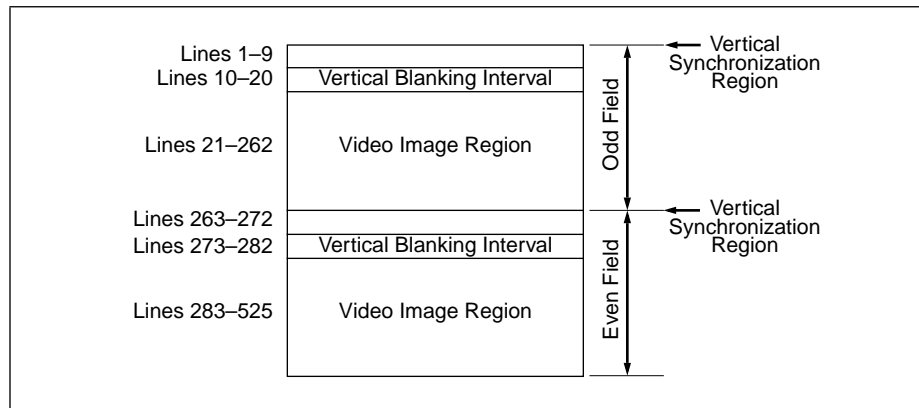 Lines 1–9
Vertical
Synchronization
Region
Lines 10–20
Vertical Blanking Interval
Lines 21–262
Video Image Region
Odd Field
Lines 263–272
Vertical
Synchronization
Region
Lines 273–282
Vertical Blanking Interval
Lines 283–525
Video Image Region
Even Field